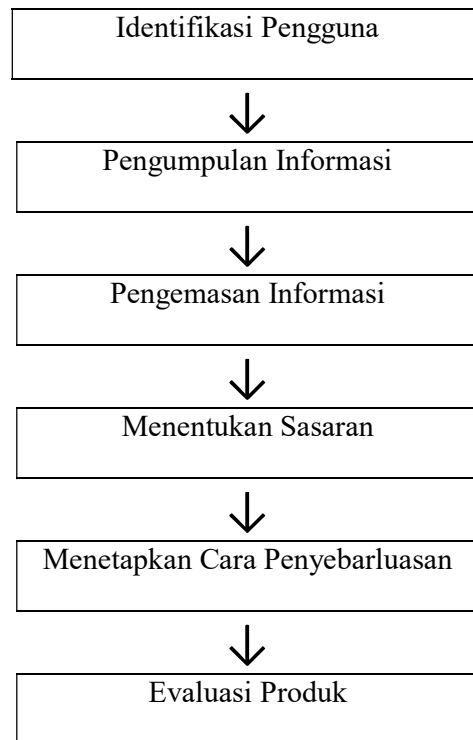 Identifikasi Pengguna
Pengumpulan Informasi
Pengemasan Informasi
Menentukan Sasaran
Menetapkan Cara Penyebarluasan
Evaluasi Produk